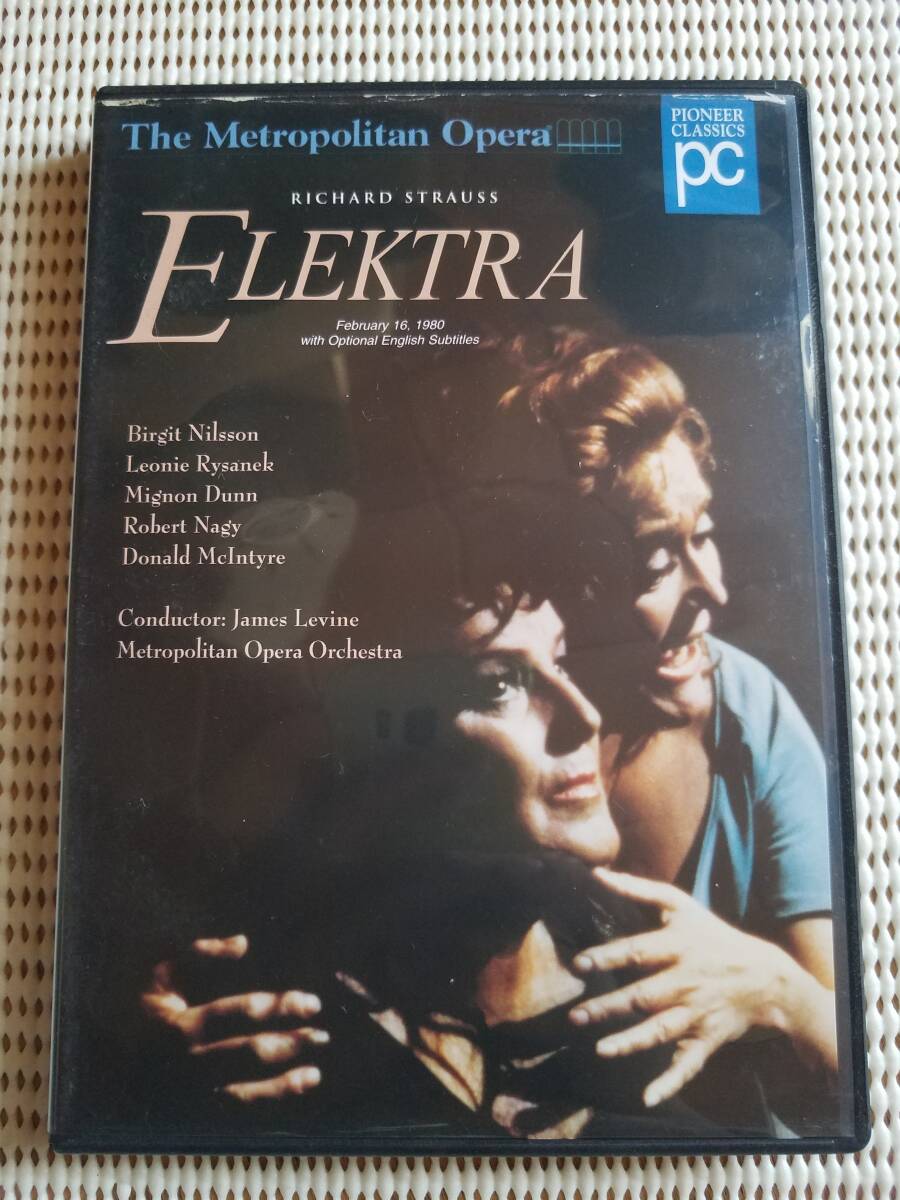 The Metropolitan Opera
PIONEER
CLASSICS
pc
RICHARD STRAUSS
ELEKTRA
February 16, 1980
with Optional English Subtitles
Birgit Nilsson
Leonie Rysanek
Mignon Dunn
Robert Nagy
Donald McIntyre
Conductor: James Levine
Metropolitan Opera Orchestra